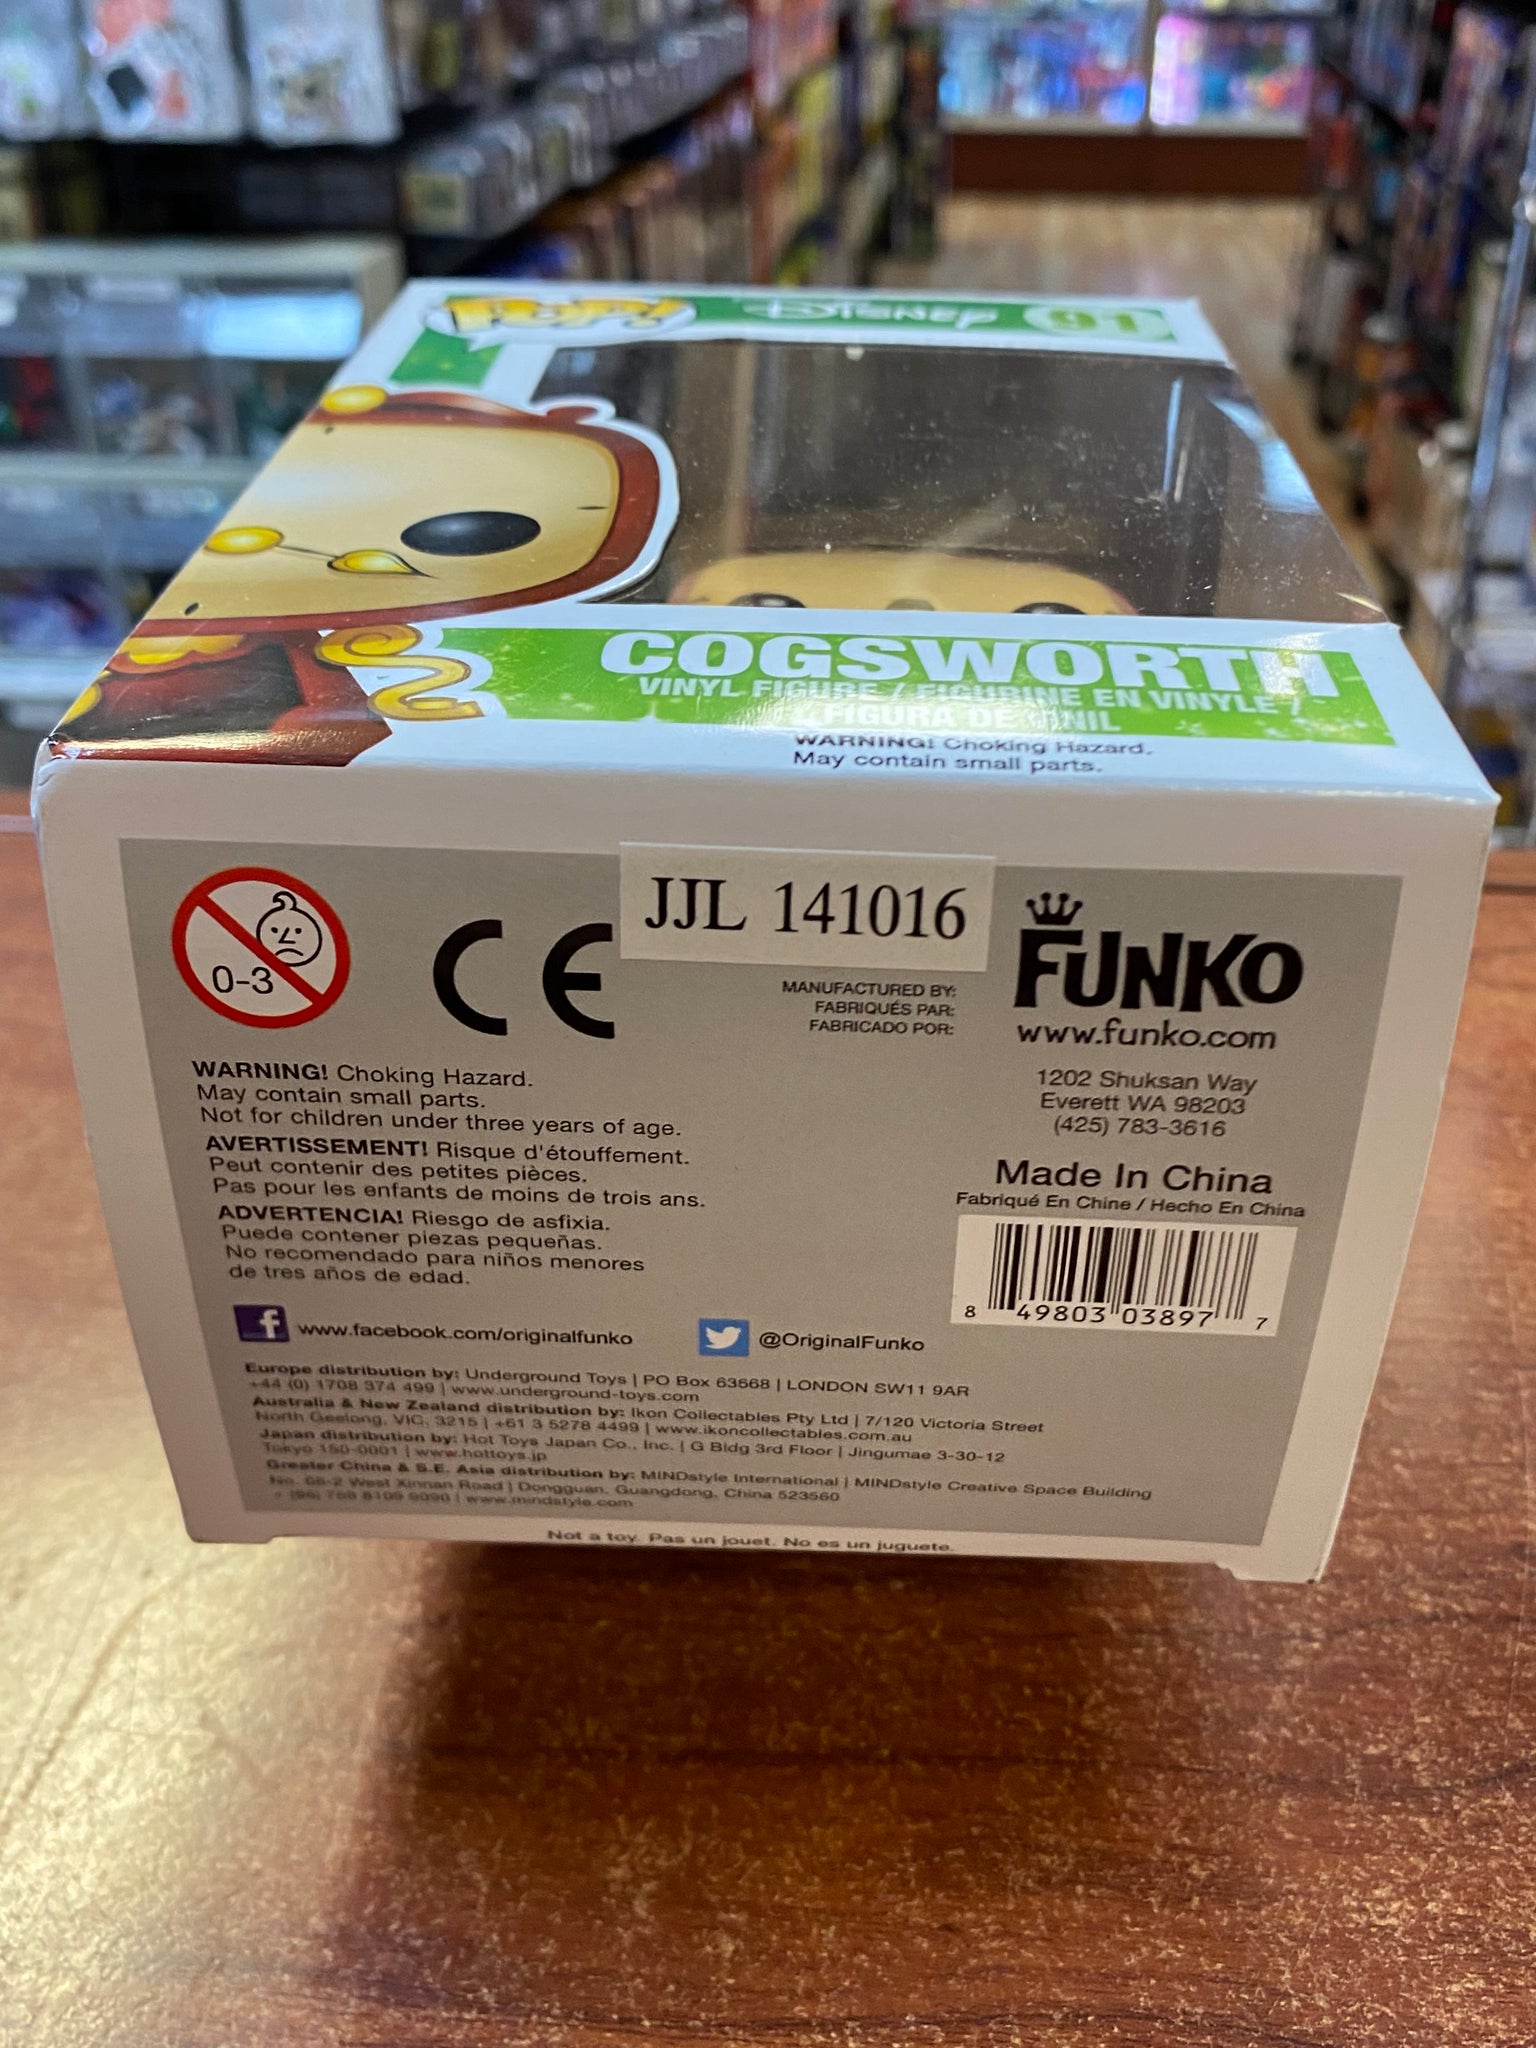 POP!
Disney
91
COGSWORTH
VINYL FIGURE / FIGURINE EN VINYLE /
FIGURA DE VINIL
WARNING! Choking Hazard.
May contain small parts.
0-3
CE
JJL 141016
MANUFACTURED BY:
FABRIQUÉS PAR:
FABRICADO POR:
FUNKO
www.funko.com
1202 Shuksan Way
Everett WA 98203
(425) 783-3616
Made In China
Fabriqué En Chine / Hecho En China
8 49803 03897 7
WARNING! Choking Hazard.
May contain small parts.
Not for children under three years of age.
AVERTISSEMENT! Risque d'étouffement.
Peut contenir des petites pièces.
Pas pour les enfants de moins de trois ans.
ADVERTENCIA! Riesgo de asfixia.
Puede contener piezas pequeñas.
No recomendado para niños menores
de tres años de edad.
f www.facebook.com/originalfunko
@OriginalFunko
Europe distribution by: Underground Toys | PO Box 63668 | LONDON SW11 9AR
+44 (0) 1708 374 499 | www.underground-toys.com
Australia & New Zealand distribution by: Ikon Collectables Pty Ltd | 7/120 Victoria Street
North Geelong, VIC, 3215 | +61 3 5278 4499 | www.ikoncollectables.com.au
Japan distribution by: Hot Toys Japan Co., Inc. | G Bldg 3rd Floor | Jingumae 3-30-12
Tokyo 150-0001 | www.hottoys.jp
Greater China & S.E. Asia distribution by: MINDstyle International | MINDstyle Creative Space Building
No. 68-2 West Xinnan Road | Dongguan, Guangdong, China 523560
+ (86) 769 8109 9090 | www.mindstyle.com
Not a toy. Pas un jouet. No es un juguete.